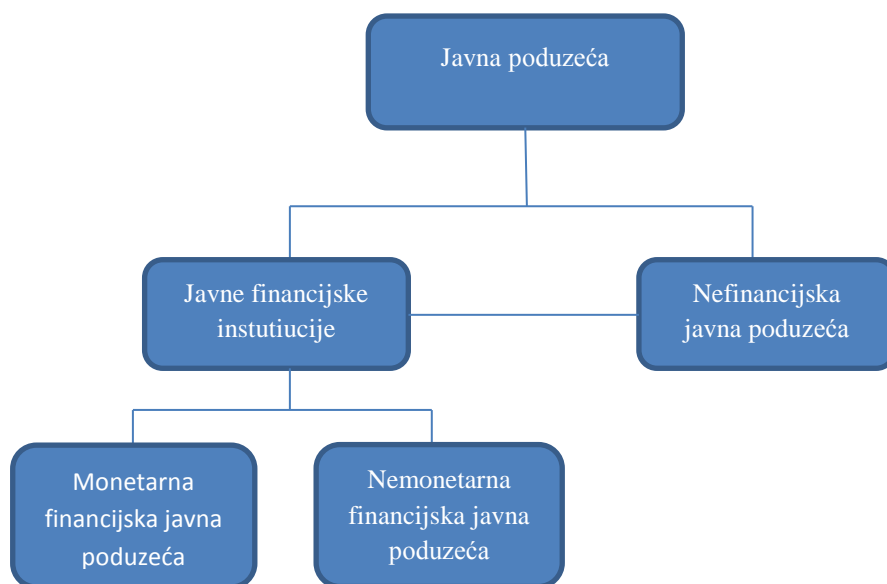 Javna poduzeća
Javne financijske
instutiucije
Nefinancijska
javna poduzeća
Monetarna
financijska javna
poduzeća
Nemonetarna
financijska javna
poduzeća